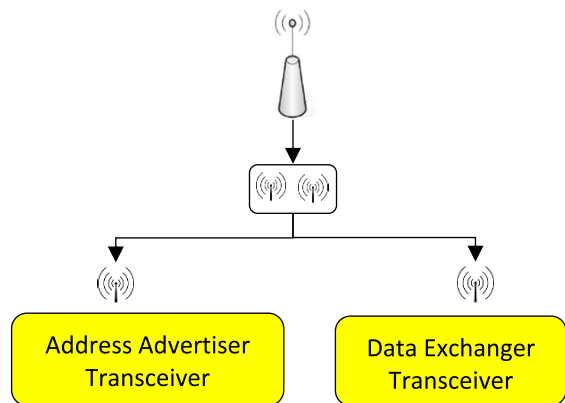 Address Advertiser
Transceiver
Data Exchanger
Transceiver